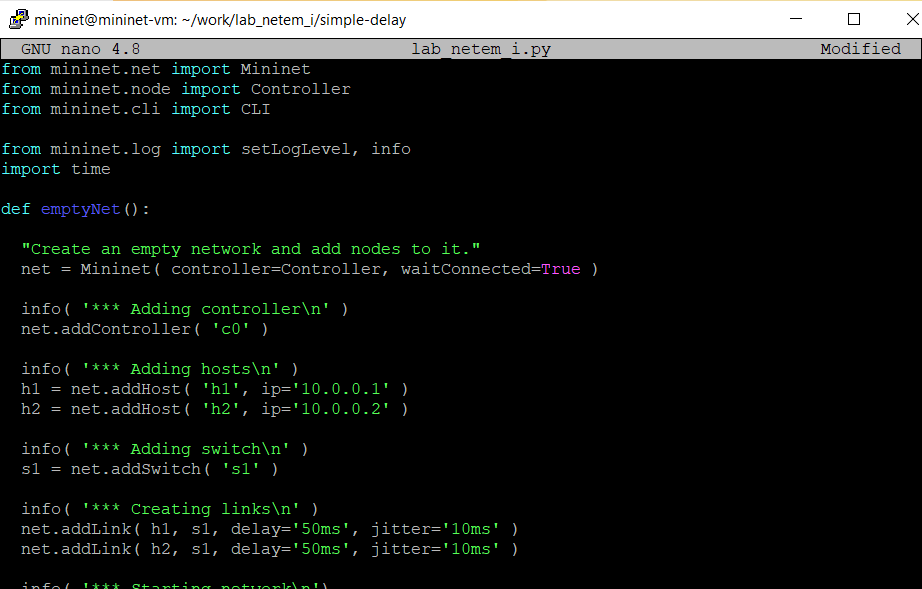 mininet@mininet-vm: ~/work/lab_netem_i/simple-delay
GNU nano 4.8 lab_netem_i.py Modified
from mininet.net import Mininet
from mininet.node import Controller
from mininet.cli import CLI
from mininet.log import setLogLevel, info
import time
def emptyNet():
"Create an empty network and add nodes to it."
net = Mininet( controller=Controller, waitConnected=True )
info( '*** Adding controller\n' )
net.addController( 'c0' )
info( '*** Adding hosts\n' )
h1 = net.addHost( 'h1', ip='10.0.0.1' )
h2 = net.addHost( 'h2', ip='10.0.0.2' )
info( '*** Adding switch\n' )
s1 = net.addSwitch( 's1' )
info( '*** Creating links\n' )
net.addLink( h1, s1, delay='50ms', jitter='10ms' )
net.addLink( h2, s1, delay='50ms', jitter='10ms' )
info( '*** Starting network\n')